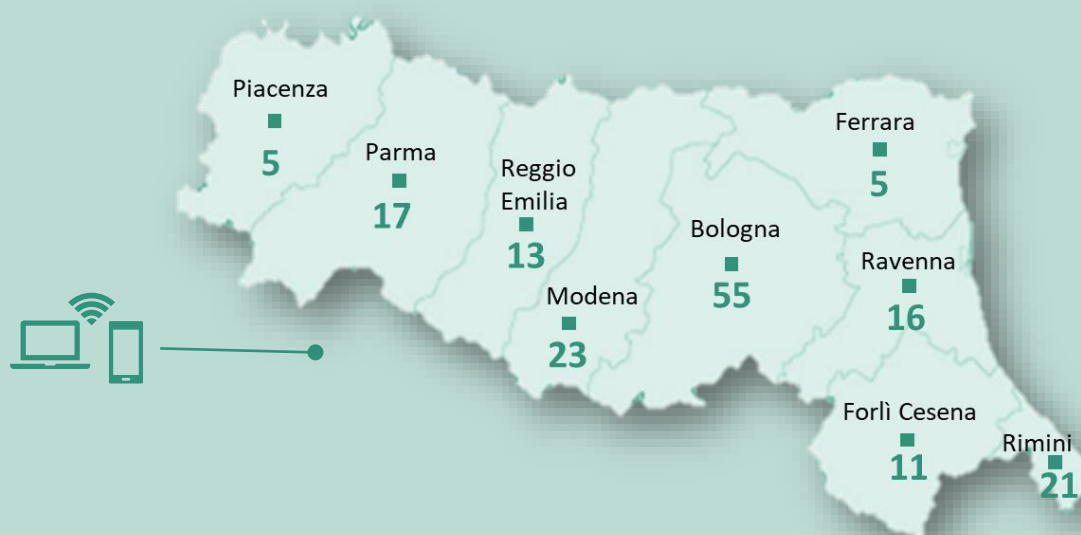 Piacenza
5
Parma
17
Reggio
Emilia
13
Modena
23
Bologna
55
Ferrara
5
Ravenna
16
Forlì Cesena
11
Rimini
21